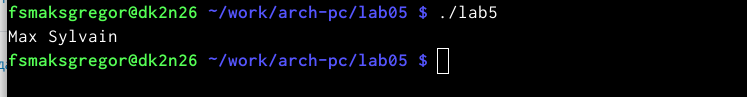 fsmaksgregor@dk2n26 ~/work/arch-pc/lab05 $ ./lab5
Max Sylvain
fsmaksgregor@dk2n26 ~/work/arch-pc/lab05 $